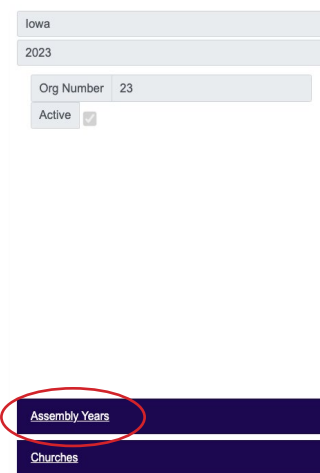 Iowa
2023
Org Number 23
Active
Assembly Years
Churches